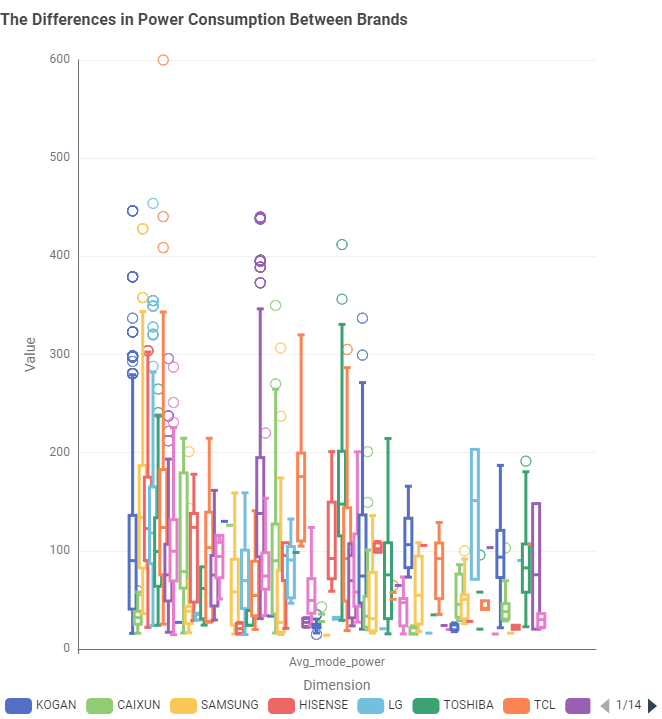 The Differences in Power Consumption Between Brands
600
500
400
300
200
100
0
Value
Avg_mode_power
Dimension
KOGAN CAIXUN SAMSUNG HISENSE LG TOSHIBA TCL 1/14